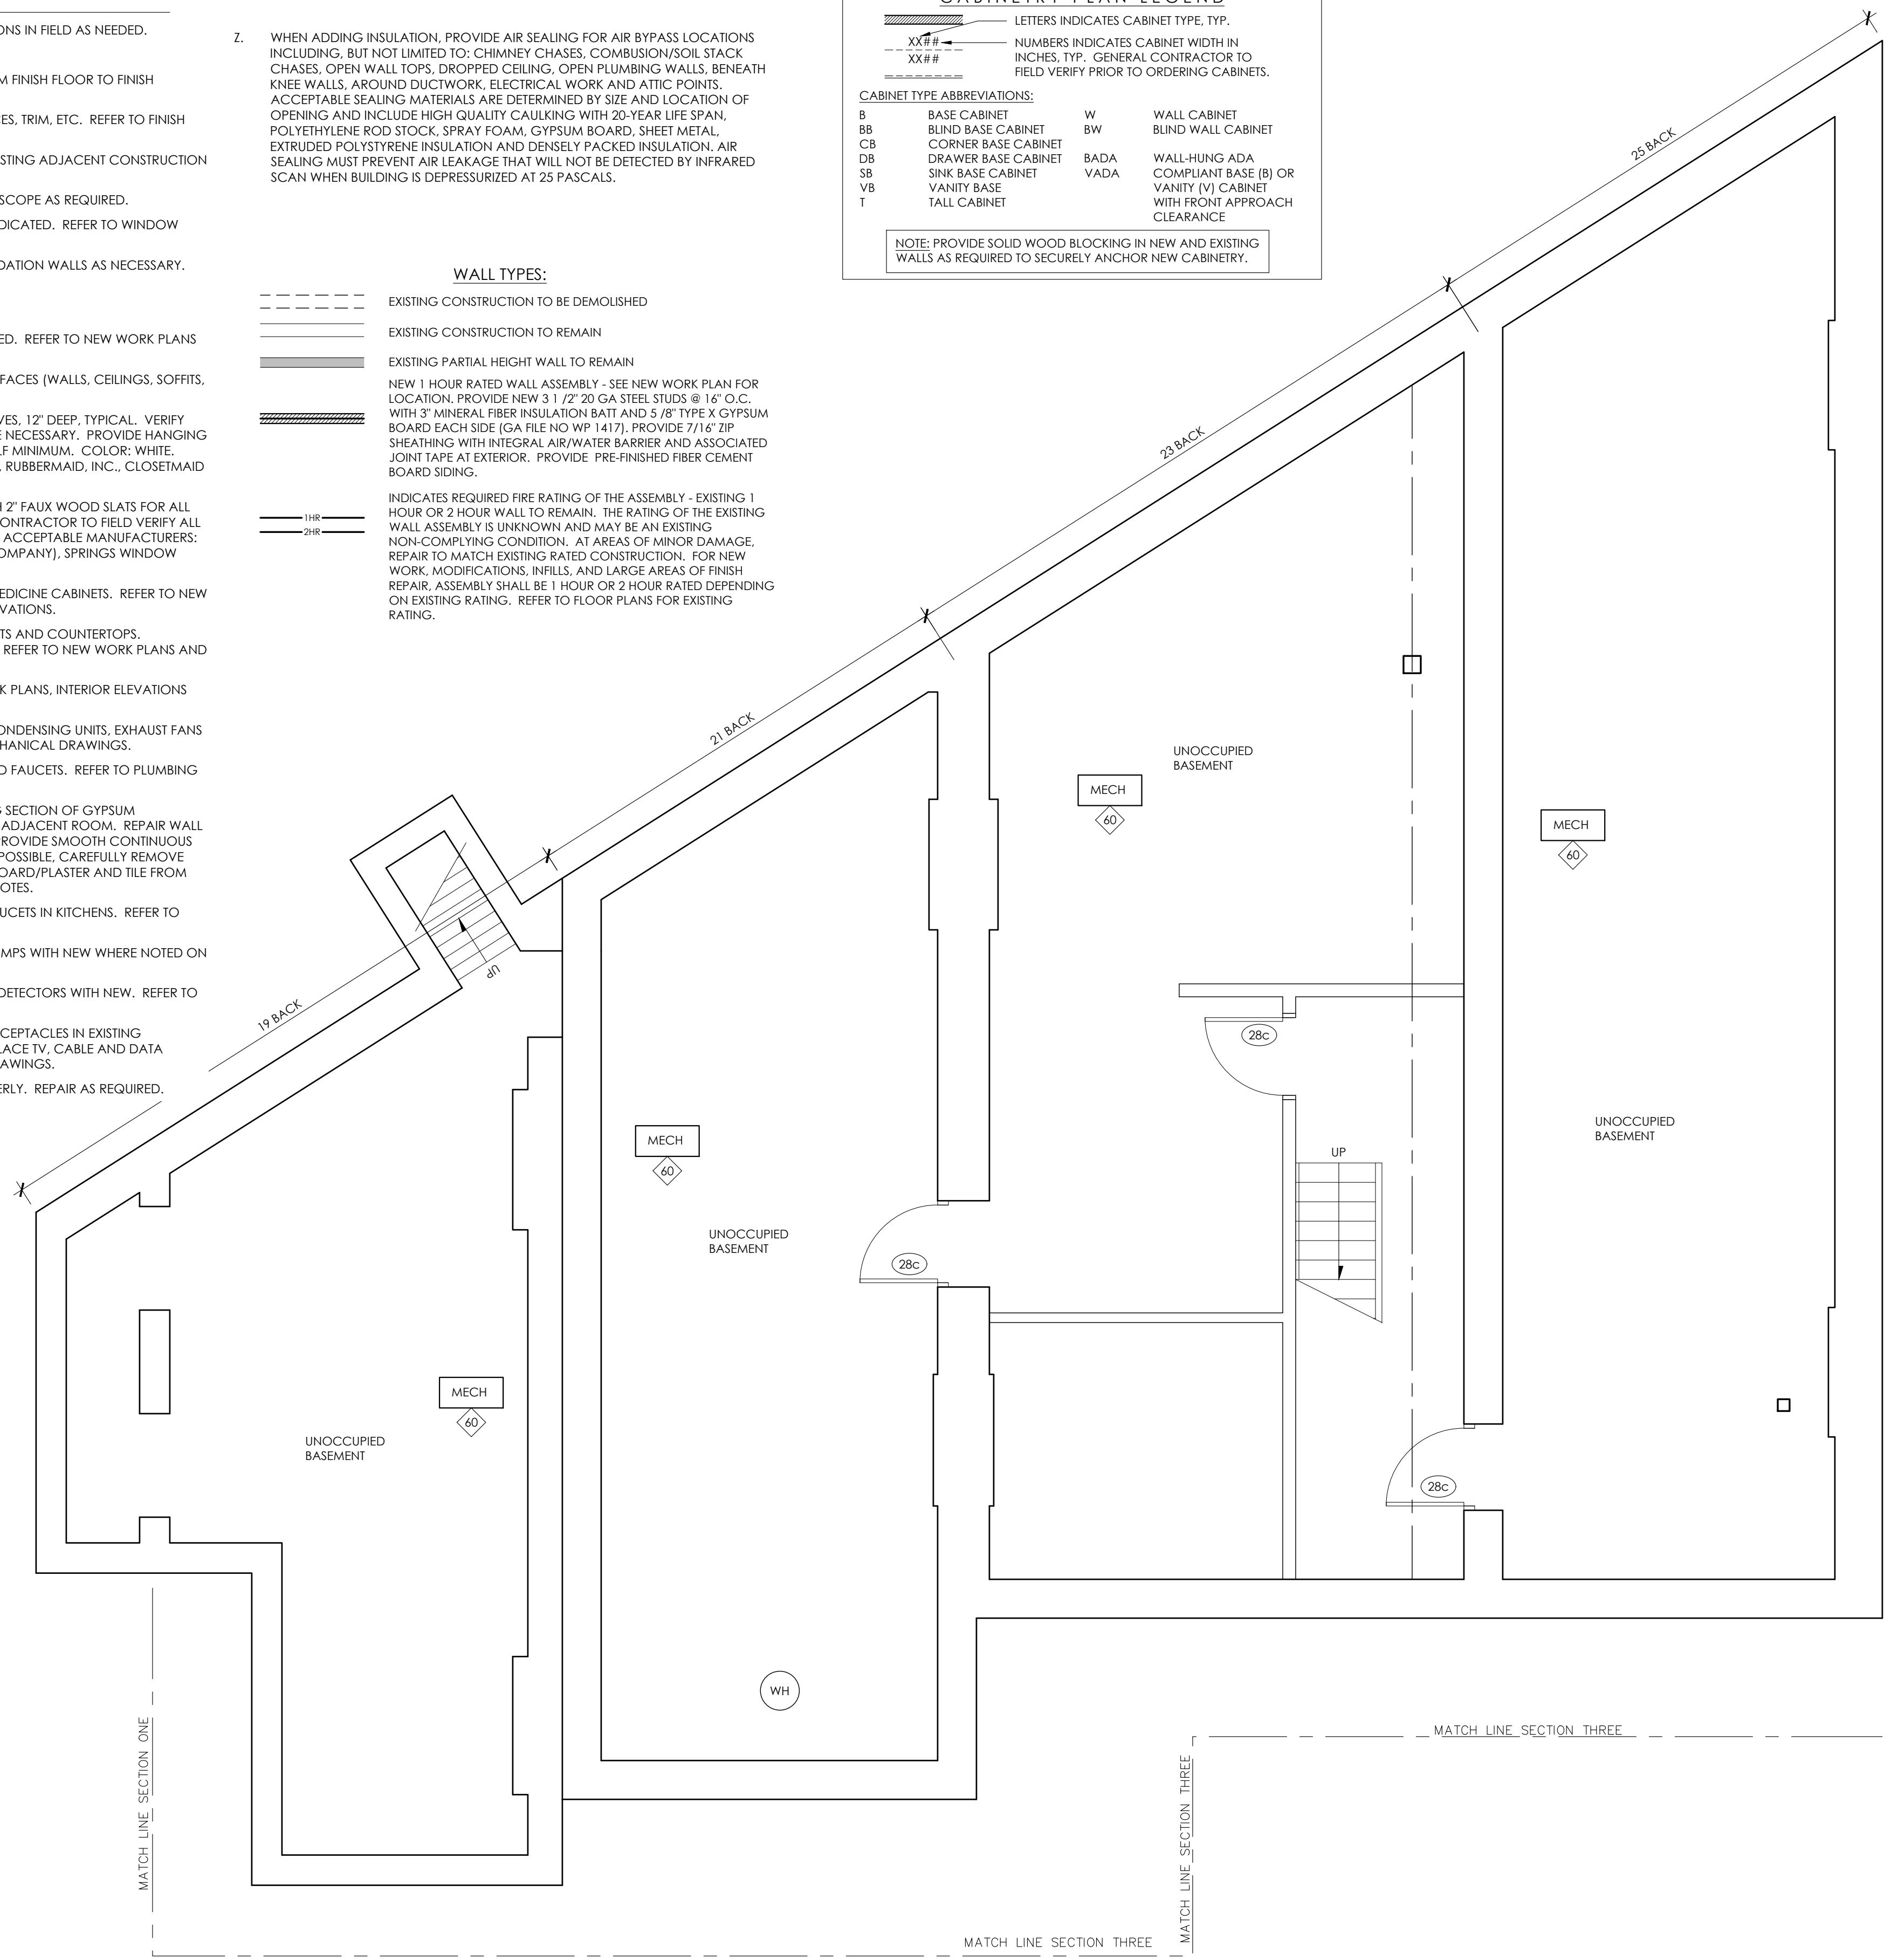 ONS IN FIELD AS NEEDED.
M FINISH FLOOR TO FINISH
CES, TRIM, ETC.  REFER TO FINISH
STING ADJACENT CONSTRUCTION
SCOPE AS REQUIRED.
DICATED.  REFER TO WINDOW
DATION WALLS AS NECESSARY.
ED.  REFER TO NEW WORK PLANS
FACES (WALLS, CEILINGS, SOFFITS,
VES, 12" DEEP, TYPICAL.  VERIFY
E NECESSARY.  PROVIDE HANGING
LF MINIMUM.  COLOR: WHITE.
, RUBBERMAID, INC., CLOSETMAID
H 2" FAUX WOOD SLATS FOR ALL
ONTRACTOR TO FIELD VERIFY ALL
ACCEPTABLE MANUFACTURERS:
OMPANY), SPRINGS WINDOW
EDICINE CABINETS.  REFER TO NEW
VATIONS.
TS AND COUNTERTOPS.
REFER TO NEW WORK PLANS AND
K PLANS, INTERIOR ELEVATIONS
ONDENSING UNITS, EXHAUST FANS
HANICAL DRAWINGS.
D FAUCETS.  REFER TO PLUMBING
G SECTION OF GYPSUM
ADJACENT ROOM.  REPAIR WALL
PROVIDE SMOOTH CONTINUOUS
POSSIBLE, CAREFULLY REMOVE
OARD/PLASTER AND TILE FROM
OTES.
UCETS IN KITCHENS.  REFER TO
MPS WITH NEW WHERE NOTED ON
DETECTORS WITH NEW.  REFER TO
CEPTACLES IN EXISTING
LACE TV, CABLE AND DATA
AWINGS.
ERLY.  REPAIR AS REQUIRED.
Z. WHEN ADDING INSULATION, PROVIDE AIR SEALING FOR AIR BYPASS LOCATIONS
INCLUDING, BUT NOT LIMITED TO: CHIMNEY CHASES, COMBUSION/SOIL STACK
CHASES, OPEN WALL TOPS, DROPPED CEILING, OPEN PLUMBING WALLS, BENEATH
KNEE WALLS, AROUND DUCTWORK, ELECTRICAL WORK AND ATTIC POINTS.
ACCEPTABLE SEALING MATERIALS ARE DETERMINED BY SIZE AND LOCATION OF
OPENING AND INCLUDE HIGH QUALITY CAULKING WITH 20-YEAR LIFE SPAN,
POLYETHYLENE ROD STOCK, SPRAY FOAM, GYPSUM BOARD, SHEET METAL,
EXTRUDED POLYSTYRENE INSULATION AND DENSELY PACKED INSULATION. AIR
SEALING MUST PREVENT AIR LEAKAGE THAT WILL NOT BE DETECTED BY INFRARED
SCAN WHEN BUILDING IS DEPRESSURIZED AT 25 PASCALS.
WALL TYPES:
EXISTING CONSTRUCTION TO BE DEMOLISHED
EXISTING CONSTRUCTION TO REMAIN
EXISTING PARTIAL HEIGHT WALL TO REMAIN
NEW 1 HOUR RATED WALL ASSEMBLY - SEE NEW WORK PLAN FOR
LOCATION. PROVIDE NEW 3 1 /2" 20 GA STEEL STUDS @ 16" O.C.
WITH 3" MINERAL FIBER INSULATION BATT AND 5 /8" TYPE X GYPSUM
BOARD EACH SIDE (GA FILE NO WP 1417). PROVIDE 7/16" ZIP
SHEATHING WITH INTEGRAL AIR/WATER BARRIER AND ASSOCIATED
JOINT TAPE AT EXTERIOR.  PROVIDE  PRE-FINISHED FIBER CEMENT
BOARD SIDING.
1HR
2HR
INDICATES REQUIRED FIRE RATING OF THE ASSEMBLY - EXISTING 1
HOUR OR 2 HOUR WALL TO REMAIN.  THE RATING OF THE EXISTING
WALL ASSEMBLY IS UNKNOWN AND MAY BE AN EXISTING
NON-COMPLYING CONDITION.  AT AREAS OF MINOR DAMAGE,
REPAIR TO MATCH EXISTING RATED CONSTRUCTION.  FOR NEW
WORK, MODIFICATIONS, INFILLS, AND LARGE AREAS OF FINISH
REPAIR, ASSEMBLY SHALL BE 1 HOUR OR 2 HOUR RATED DEPENDING
ON EXISTING RATING.  REFER TO FLOOR PLANS FOR EXISTING
RATING.
CABINETRY PLAN LEGEND
LETTERS INDICATES CABINET TYPE, TYP.
XX##
XX##
NUMBERS INDICATES CABINET WIDTH IN
INCHES, TYP.  GENERAL CONTRACTOR TO
FIELD VERIFY PRIOR TO ORDERING CABINETS.
CABINET TYPE ABBREVIATIONS:
B BASE CABINET W WALL CABINET
BB BLIND BASE CABINET BW BLIND WALL CABINET
CB CORNER BASE CABINET
DB DRAWER BASE CABINET BADA WALL-HUNG ADA
SB SINK BASE CABINET VADA COMPLIANT BASE (B) OR
VB VANITY BASE VANITY (V) CABINET
T TALL CABINET WITH FRONT APPROACH
CLEARANCE
NOTE: PROVIDE SOLID WOOD BLOCKING IN NEW AND EXISTING
WALLS AS REQUIRED TO SECURELY ANCHOR NEW CABINETRY.
25 BACK
23 BACK
21 BACK
19 BACK
UNOCCUPIED
BASEMENT
MECH
60
MECH
60
UP
28c
UNOCCUPIED
BASEMENT
MECH
60
UP
UNOCCUPIED
BASEMENT
28c
MECH
60
UNOCCUPIED
BASEMENT
28c
WH
MATCH LINE SECTION ONE
MATCH LINE SECTION THREE
MATCH LINE SECTION THREE
MATCH LINE SECTION THREE